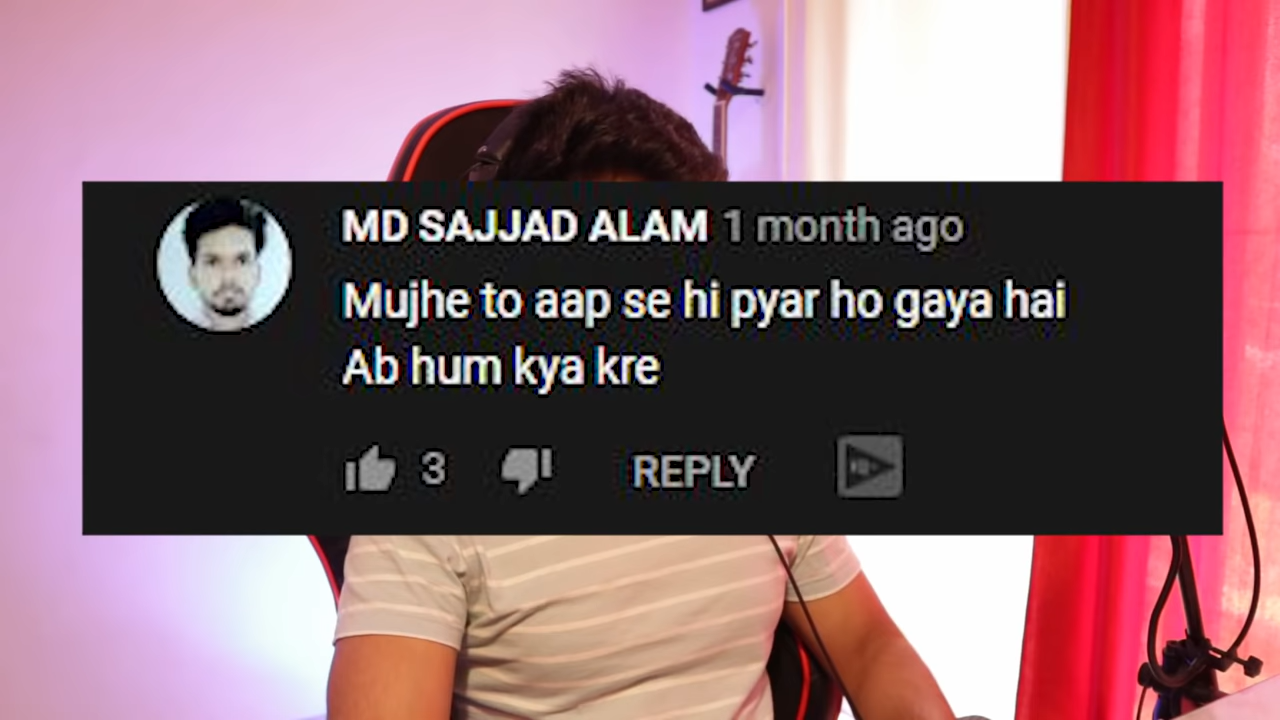 MD SAJJAD ALAM 1 month ago
Mujhe to aap se hi pyar ho gaya hai
Ab hum kya kre
3 REPLY